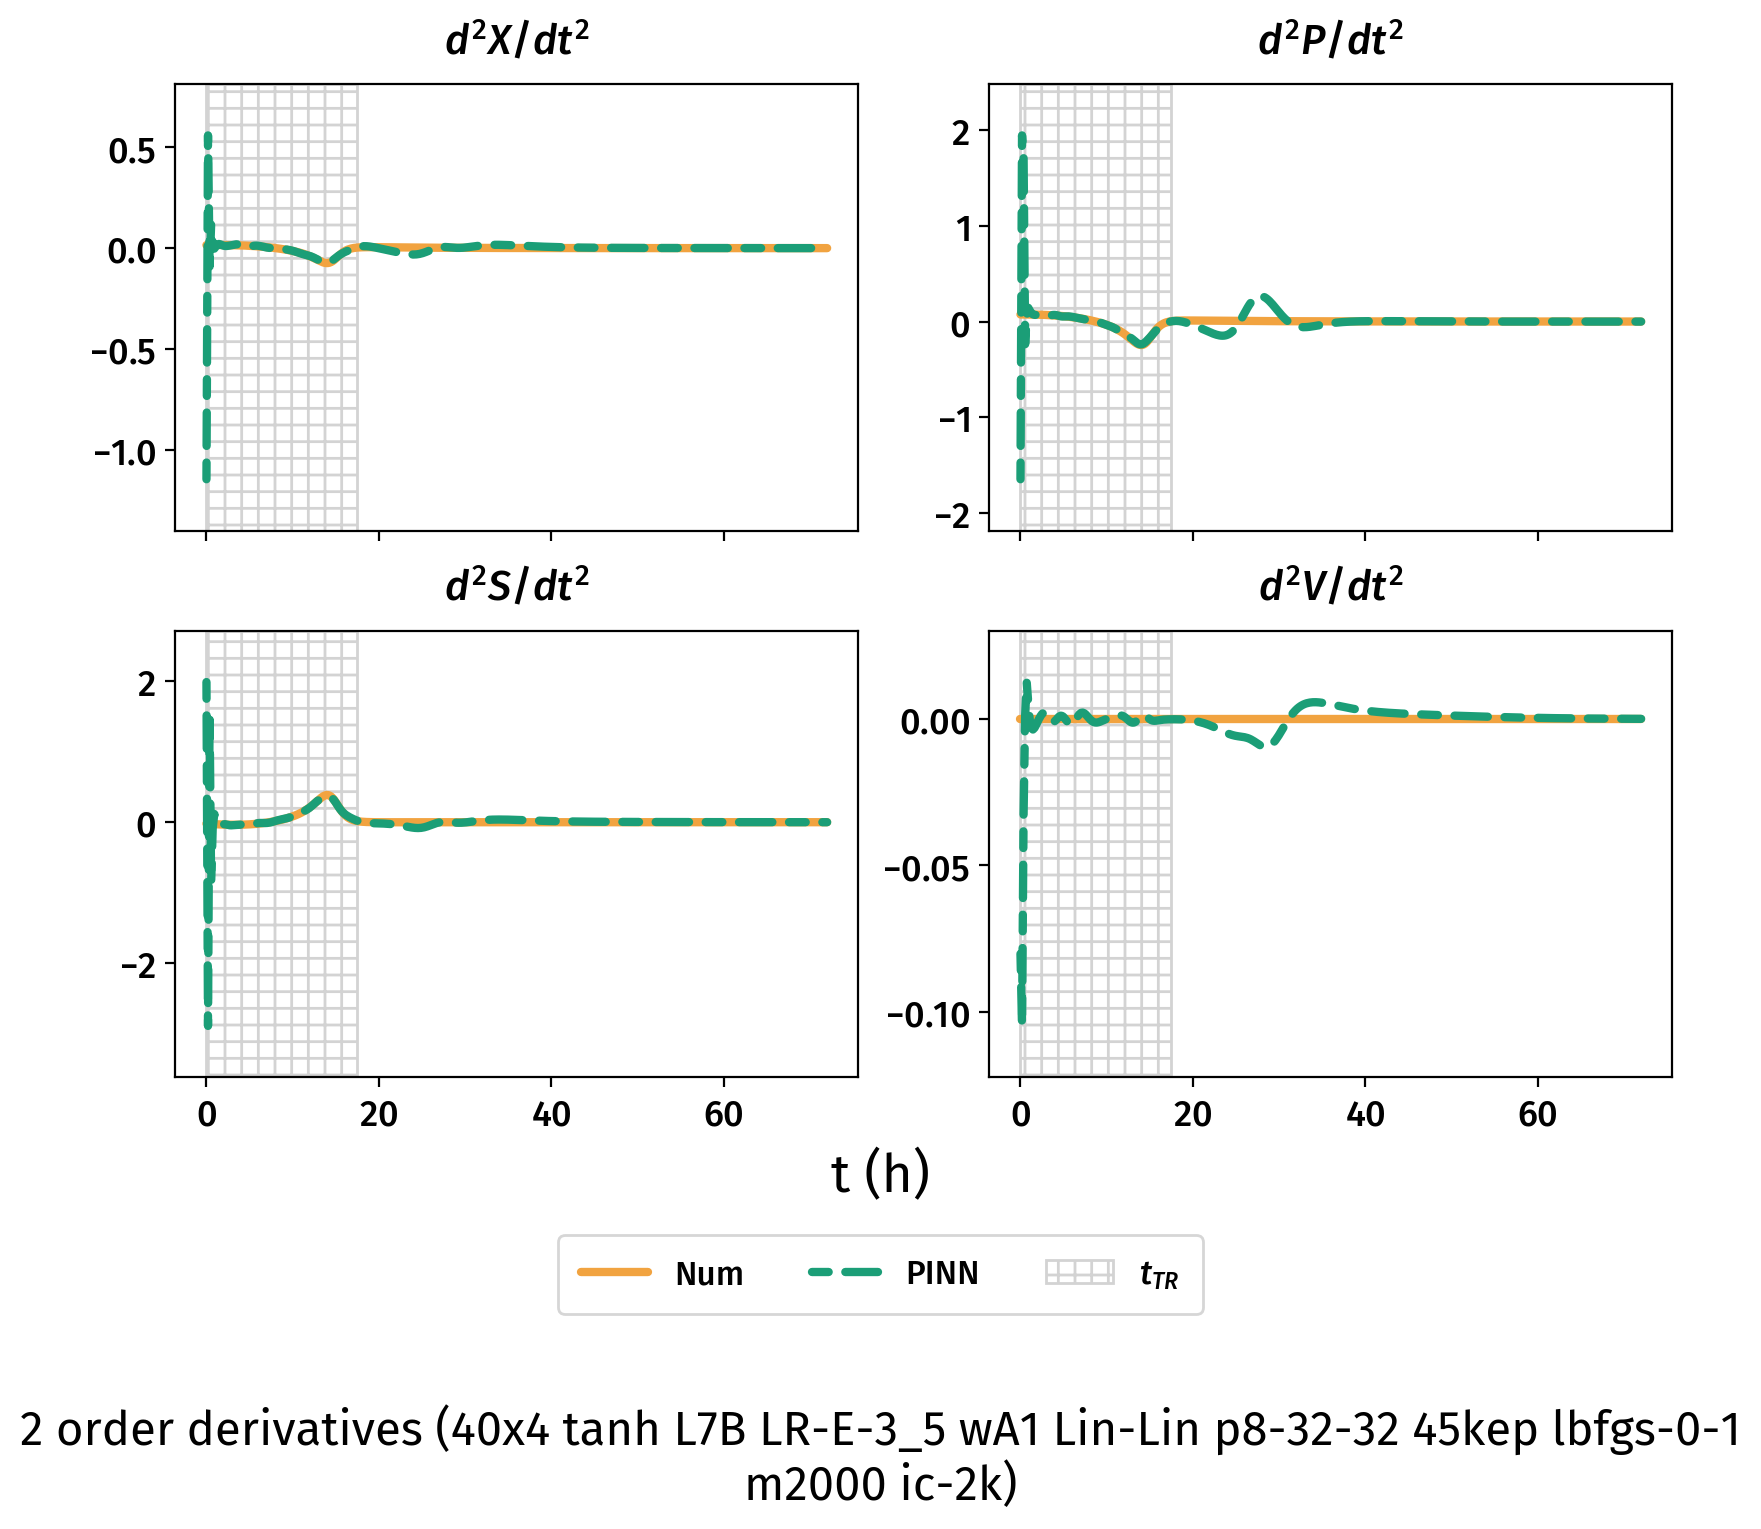 d²X/dt²
d²P/dt²
0.5
0.0
−0.5
−1.0
2
1
0
−1
−2
d²S/dt²
d²V/dt²
2
0
−2
0.00
−0.05
−0.10
0 20 40 60
0 20 40 60
t (h)
Num PINN t_TR
2 order derivatives (40x4 tanh L7B LR-E-3_5 wA1 Lin-Lin p8-32-32 45kep lbfgs-0-1
m2000 ic-2k)